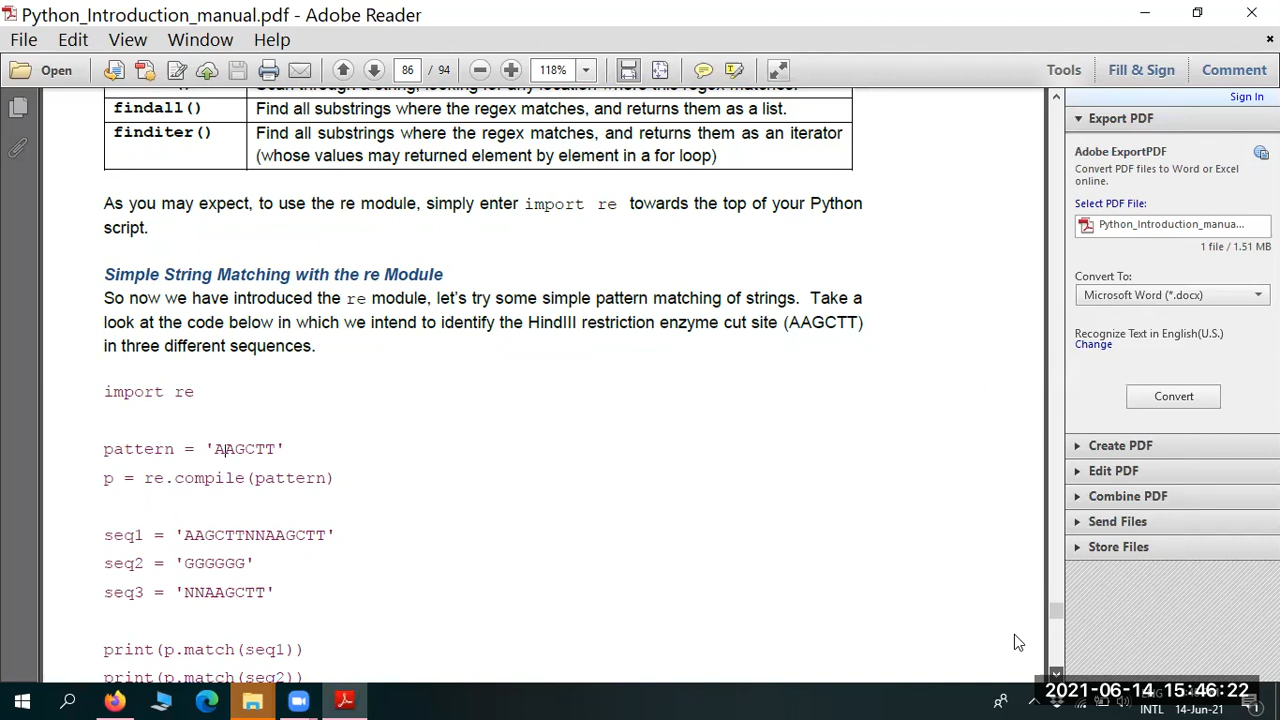 Python_Introduction_manual.pdf - Adobe Reader
File Edit View Window Help
Open 86 / 94 118% Tools Fill & Sign Comment
Sign In
findall() Find all substrings where the regex matches, and returns them as a list.
finditer() Find all substrings where the regex matches, and returns them as an iterator
(whose values may returned element by element in a for loop)
As you may expect, to use the re module, simply enter import re towards the top of your Python
script.
Simple String Matching with the re Module
So now we have introduced the re module, let's try some simple pattern matching of strings. Take a
look at the code below in which we intend to identify the HindIII restriction enzyme cut site (AAGCTT)
in three different sequences.
import re
pattern = 'AAGCTT'
p = re.compile(pattern)
seq1 = 'AAGCTTNNAAGCTT'
seq2 = 'GGGGGG'
seq3 = 'NNAAGCTT'
print(p.match(seq1))
print(p.match(seq2))
Export PDF
Adobe ExportPDF
Convert PDF files to Word or Excel
online.
Select PDF File:
Python_Introduction_manua...
1 file / 1.51 MB
Convert To:
Microsoft Word (*.docx)
Recognize Text in English(U.S.)
Change
Convert
Create PDF
Edit PDF
Combine PDF
Send Files
Store Files
2021-06-14 15:46:22
INTL 14-Jun-21